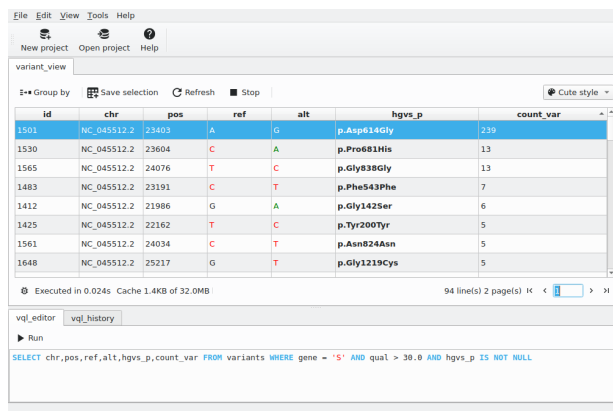 File Edit View Tools Help
New project Open project Help
variant_view
Group by Save selection Refresh Stop Cute style
id chr pos ref alt hgvs_p count_var
1501 NC_045512.2 23403 A G p.Asp614Gly 239
1530 NC_045512.2 23604 C A p.Pro681His 13
1565 NC_045512.2 24076 T C p.Gly838Gly 13
1483 NC_045512.2 23191 C T p.Phe543Phe 7
1412 NC_045512.2 21986 G A p.Gly142Ser 6
1425 NC_045512.2 22162 T C p.Tyr200Tyr 5
1561 NC_045512.2 24034 C T p.Asn824Asn 5
1648 NC_045512.2 25217 G T p.Gly1219Cys 5
Executed in 0.024s Cache 1.4KB of 32.0MB 94 line(s) 2 page(s) 1
vql_editor vql_history
Run
SELECT chr,pos,ref,alt,hgvs_p,count_var FROM variants WHERE gene = 'S' AND qual > 30.0 AND hgvs_p IS NOT NULL